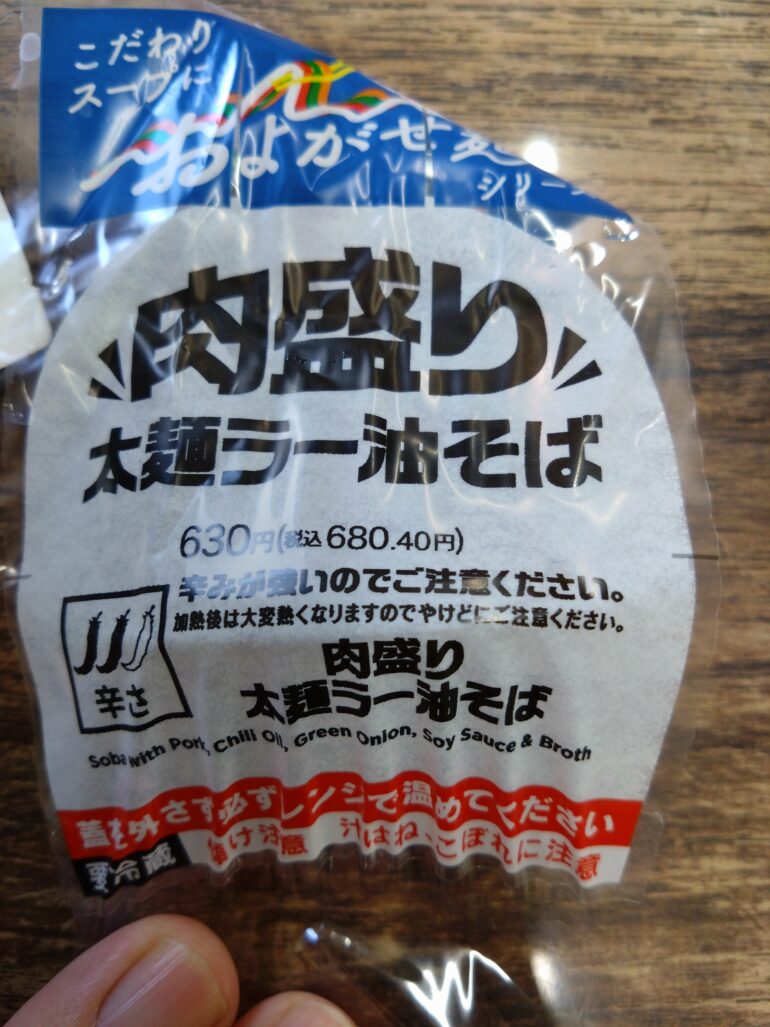 こだわり
スープに
およがせ麺
シリーズ
肉盛り
太麺ラー油そば
630円(税込680.40円)
辛みが強いのでご注意ください。
加熱後は大変熱くなりますのでやけどにご注意ください。
辛さ
肉盛り
太麺ラー油そば
Soba with Pork, Chili Oil, Green Onion, Soy Sauce & Broth
蓋を外さず必ずレンジで温めてください
要冷蔵
傾け注意 汁はね、こぼれに注意